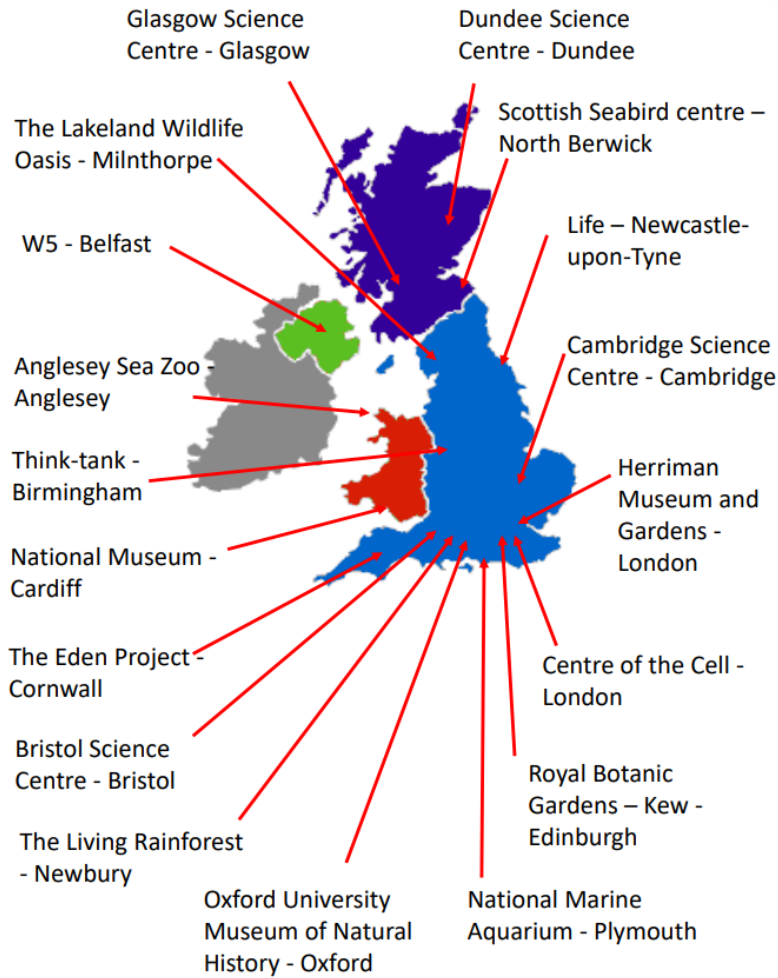 Glasgow Science
Centre - Glasgow
Dundee Science
Centre - Dundee
The Lakeland Wildlife
Oasis - Milnthorpe
Scottish Seabird centre –
North Berwick
W5 - Belfast
Life – Newcastle-
upon-Tyne
Anglesey Sea Zoo -
Anglesey
Cambridge Science
Centre - Cambridge
Think-tank -
Birmingham
Herriman
Museum and
Gardens -
London
National Museum -
Cardiff
The Eden Project -
Cornwall
Centre of the Cell -
London
Bristol Science
Centre - Bristol
Royal Botanic
Gardens – Kew -
Edinburgh
The Living Rainforest
- Newbury
Oxford University
Museum of Natural
History - Oxford
National Marine
Aquarium - Plymouth